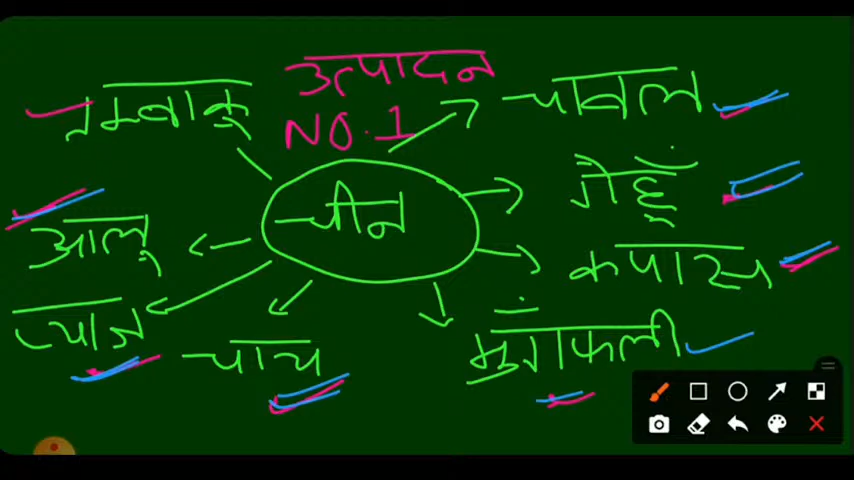 उत्पादन
NO. 1
तम्बाकू
चावल
गेहूं
चीन
आलू
कपास
प्याज
चाय
मुंगफली